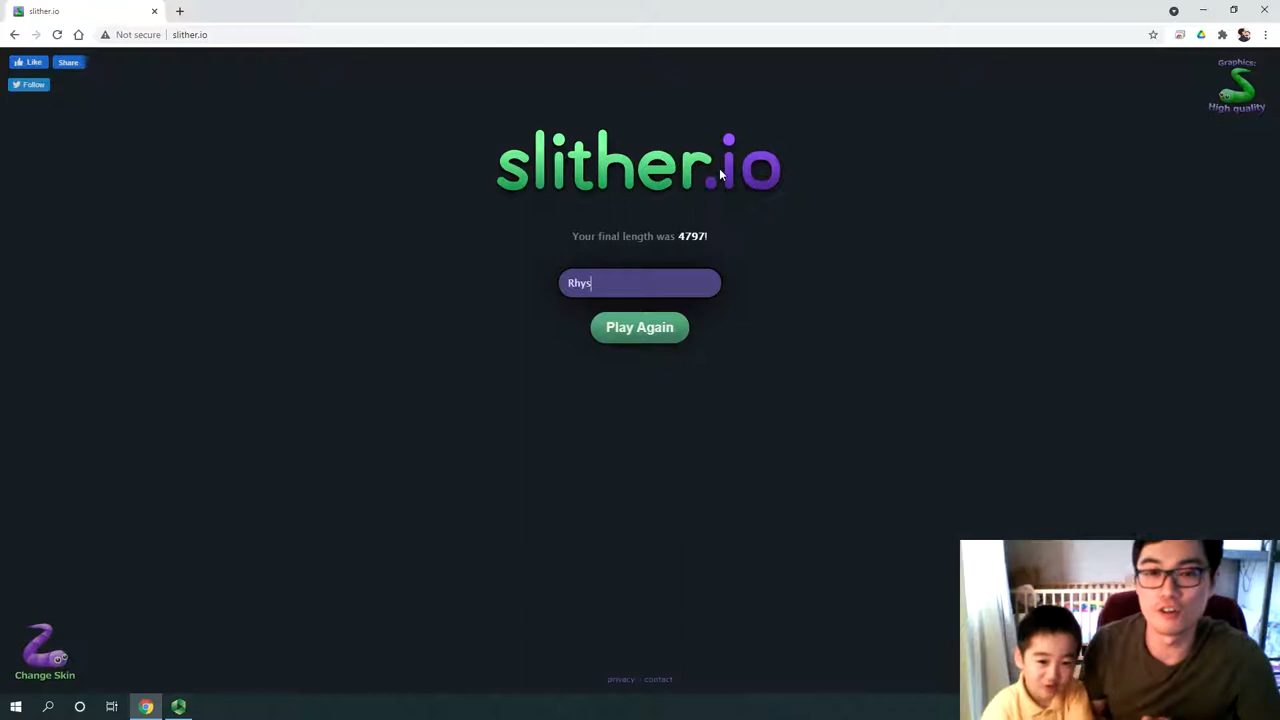 slither.io
Not secure | slither.io
Like Share
Follow
Graphics:
High quality
slither.io
Your final length was 4797!
Rhys
Play Again
Change Skin
privacy · contact